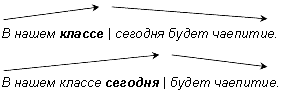 В нашем классе | сегодня будет чаепитие.
В нашем классе сегодня | будет чаепитие.